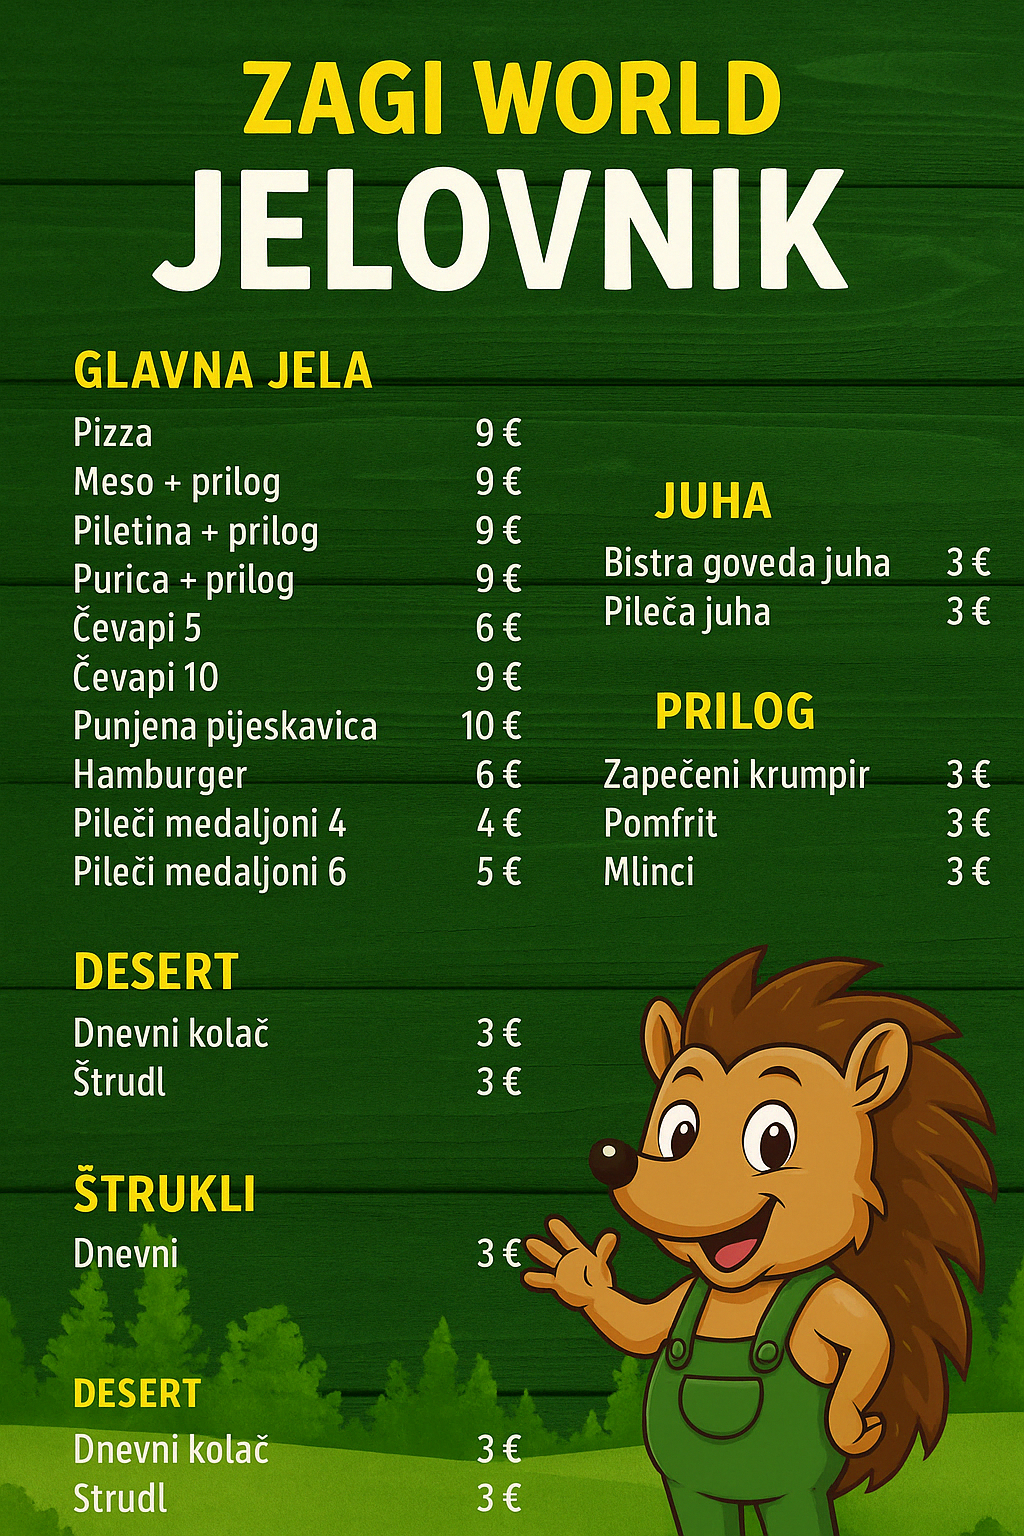 ZAGI WORLD
JELOVNIK
GLAVNA JELA
Pizza 9 €
Meso + prilog 9 €
Piletina + prilog 9 €
Purica + prilog 9 €
Čevapi 5 6 €
Čevapi 10 9 €
Punjena pijeskavica 10 €
Hamburger 6 €
Pileči medaljoni 4 4 €
Pileči medaljoni 6 5 €
JUHA
Bistra goveda juha 3 €
Pileča juha 3 €
PRILOG
Zapečeni krumpir 3 €
Pomfrit 3 €
Mlinci 3 €
DESERT
Dnevni kolač 3 €
Štrudl 3 €
ŠTRUKLI
Dnevni 3 €
DESERT
Dnevni kolač 3 €
Strudl 3 €